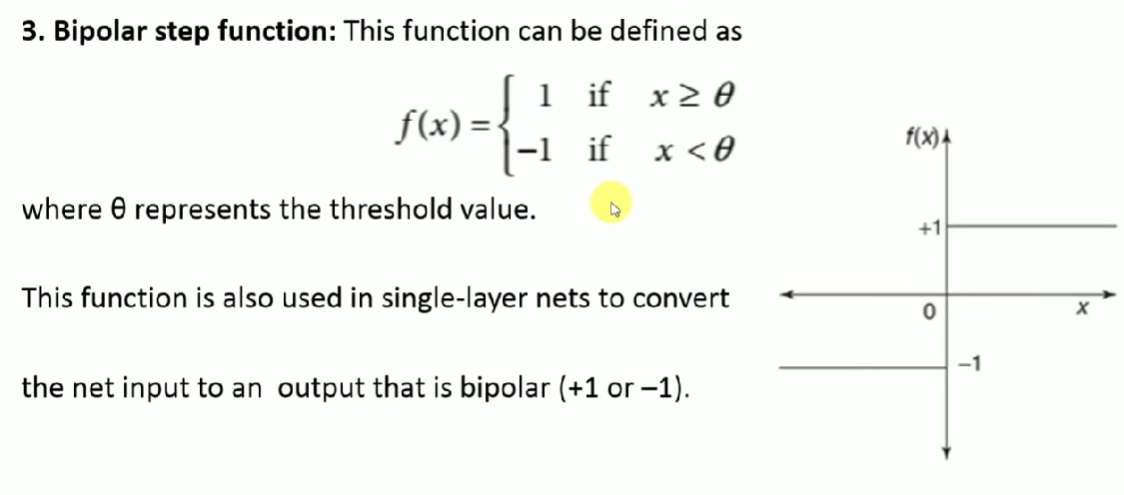 3. Bipolar step function: This function can be defined as
f(x) = { 1 if x ≥ θ
−1 if x < θ
where θ represents the threshold value.
This function is also used in single-layer nets to convert
the net input to an output that is bipolar (+1 or −1).
f(x)
+1
0
x
−1